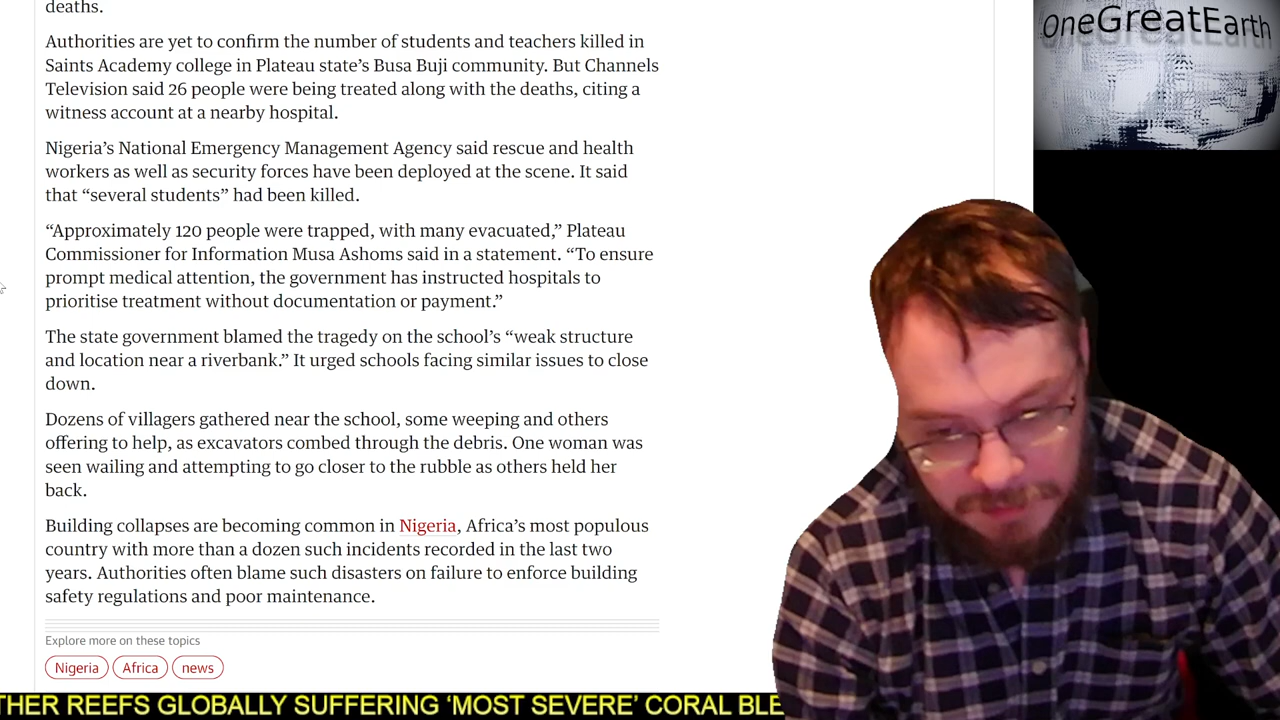 deaths.
Authorities are yet to confirm the number of students and teachers killed in
Saints Academy college in Plateau state’s Busa Buji community. But Channels
Television said 26 people were being treated along with the deaths, citing a
witness account at a nearby hospital.
Nigeria’s National Emergency Management Agency said rescue and health
workers as well as security forces have been deployed at the scene. It said
that “several students” had been killed.
“Approximately 120 people were trapped, with many evacuated,” Plateau
Commissioner for Information Musa Ashoms said in a statement. “To ensure
prompt medical attention, the government has instructed hospitals to
prioritise treatment without documentation or payment.”
The state government blamed the tragedy on the school’s “weak structure
and location near a riverbank.” It urged schools facing similar issues to close
down.
Dozens of villagers gathered near the school, some weeping and others
offering to help, as excavators combed through the debris. One woman was
seen wailing and attempting to go closer to the rubble as others held her
back.
Building collapses are becoming common in Nigeria, Africa’s most populous
country with more than a dozen such incidents recorded in the last two
years. Authorities often blame such disasters on failure to enforce building
safety regulations and poor maintenance.
Explore more on these topics
Nigeria Africa news
OneGreatEarth
THER REEFS GLOBALLY SUFFERING ‘MOST SEVERE’ CORAL BLE